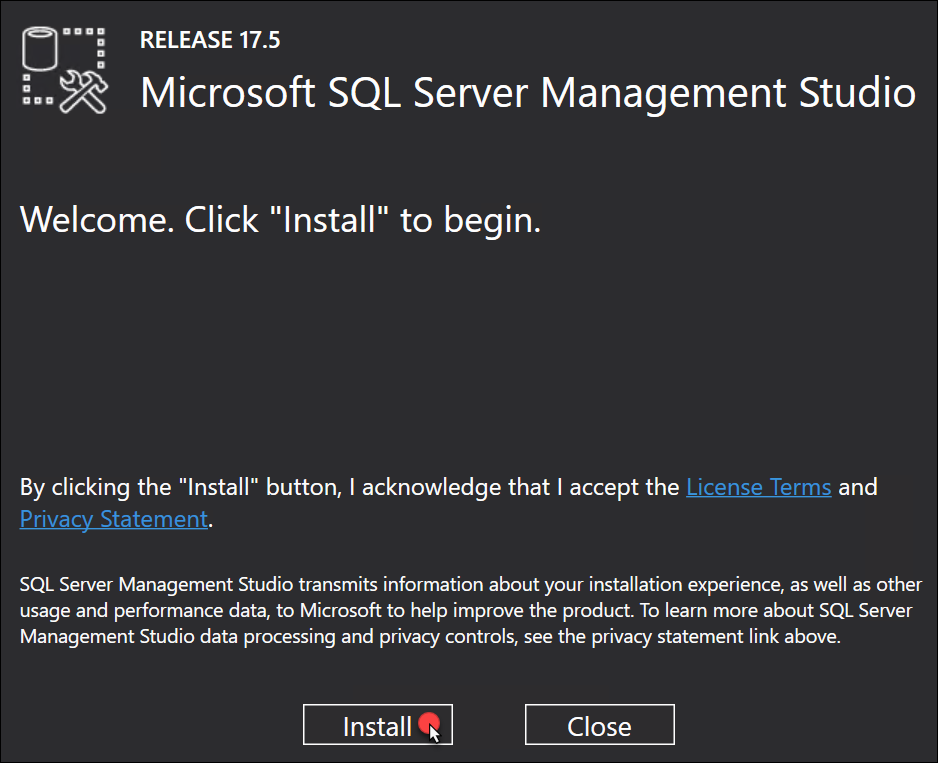 RELEASE 17.5
Microsoft SQL Server Management Studio
Welcome. Click "Install" to begin.
By clicking the "Install" button, I acknowledge that I accept the License Terms and
Privacy Statement.
SQL Server Management Studio transmits information about your installation experience, as well as other
usage and performance data, to Microsoft to help improve the product. To learn more about SQL Server
Management Studio data processing and privacy controls, see the privacy statement link above.
Install
Close